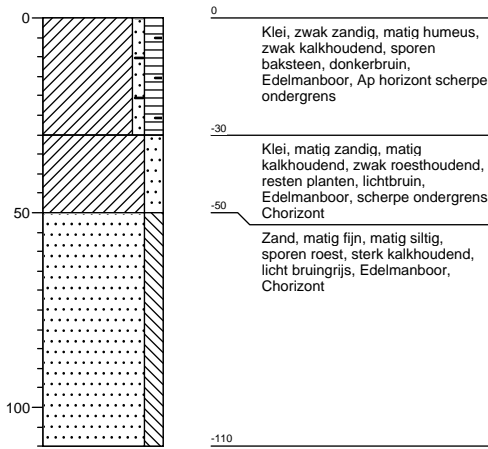 0
0
Klei, zwak zandig, matig humeus,
zwak kalkhoudend, sporen
baksteen, donkerbruin,
Edelmanboor, Ap horizont scherpe
ondergrens
-30
Klei, matig zandig, matig
kalkhoudend, zwak roesthoudend,
resten planten, lichtbruin,
Edelmanboor, scherpe ondergrens
Chorizont
50
-50
Zand, matig fijn, matig siltig,
sporen roest, sterk kalkhoudend,
licht bruingrijs, Edelmanboor,
Chorizont
100
-110